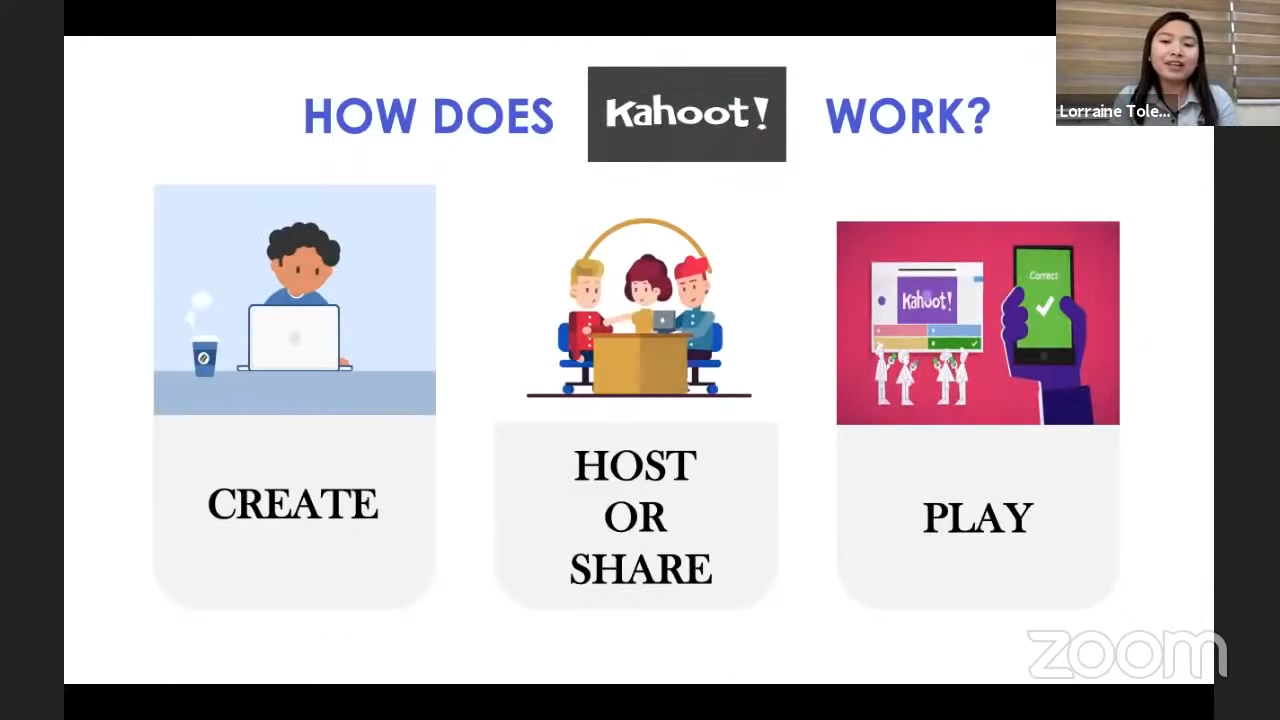 HOW DOES Kahoot! WORK?
Lorraine Tole...
Kahoot!
Correct
CREATE
HOST
OR
SHARE
PLAY
zoom